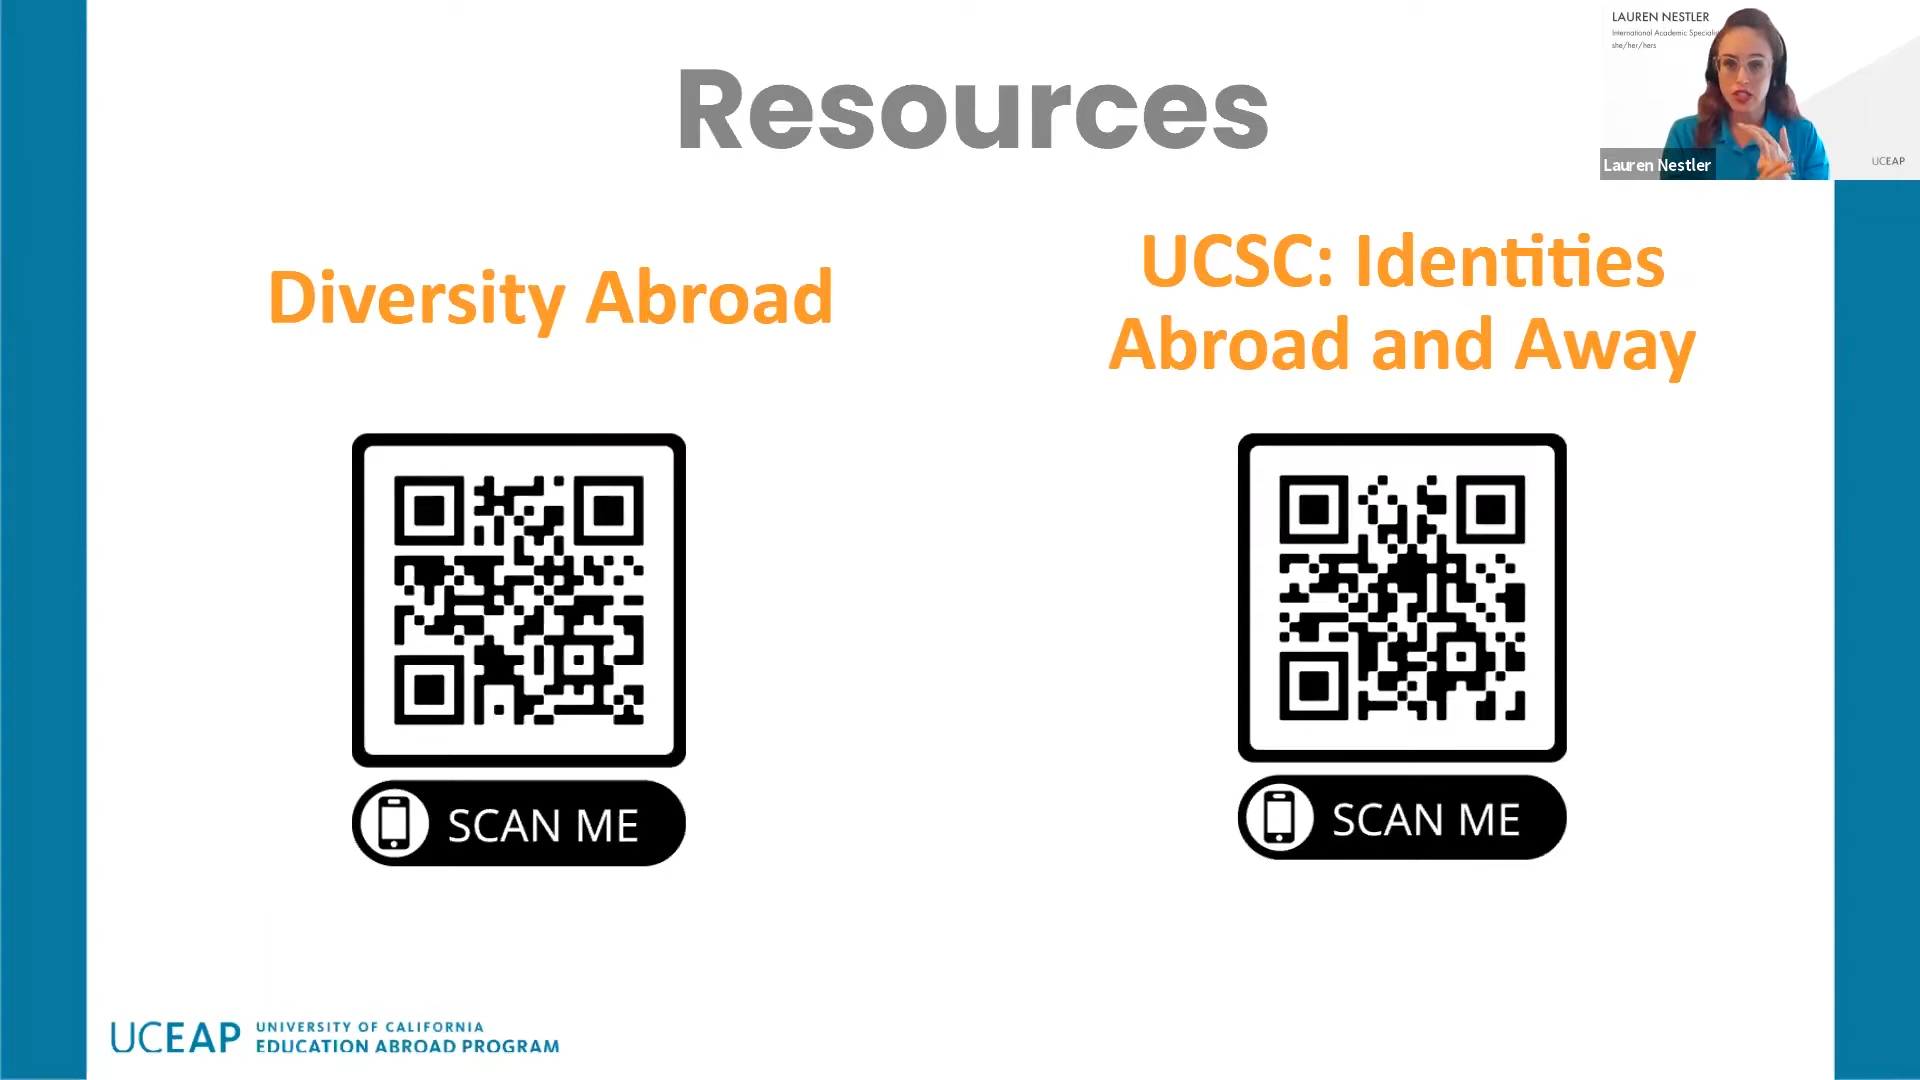 LAUREN NESTLER
International Academic Specialist
she/her/hers
Lauren Nestler
UCEAP
Resources
Diversity Abroad
UCSC: Identities
Abroad and Away
SCAN ME
SCAN ME
UCEAP
UNIVERSITY OF CALIFORNIA
EDUCATION ABROAD PROGRAM